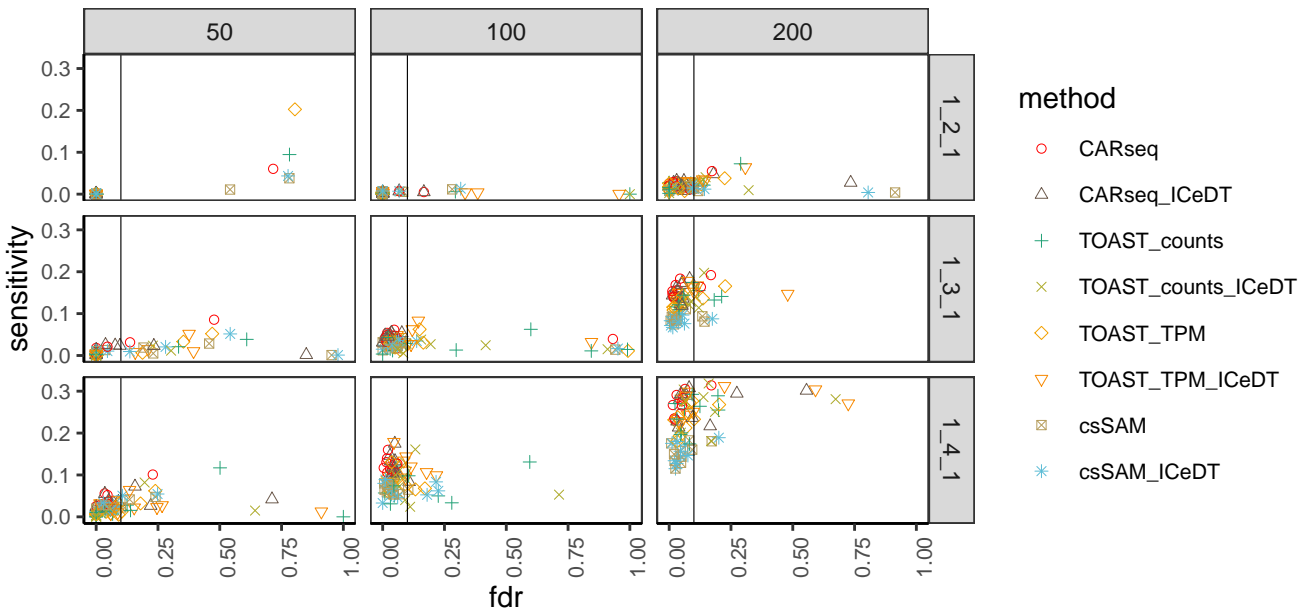 50 100 200
0.3
0.2
0.1
0.0
1_2_1
0.3
0.2
0.1
0.0
1_3_1
0.3
0.2
0.1
0.0
1_4_1
sensitivity
0.00 0.25 0.50 0.75 1.00 0.00 0.25 0.50 0.75 1.00 0.00 0.25 0.50 0.75 1.00
fdr
method
CARseq
CARseq_ICeDT
TOAST_counts
TOAST_counts_ICeDT
TOAST_TPM
TOAST_TPM_ICeDT
csSAM
csSAM_ICeDT